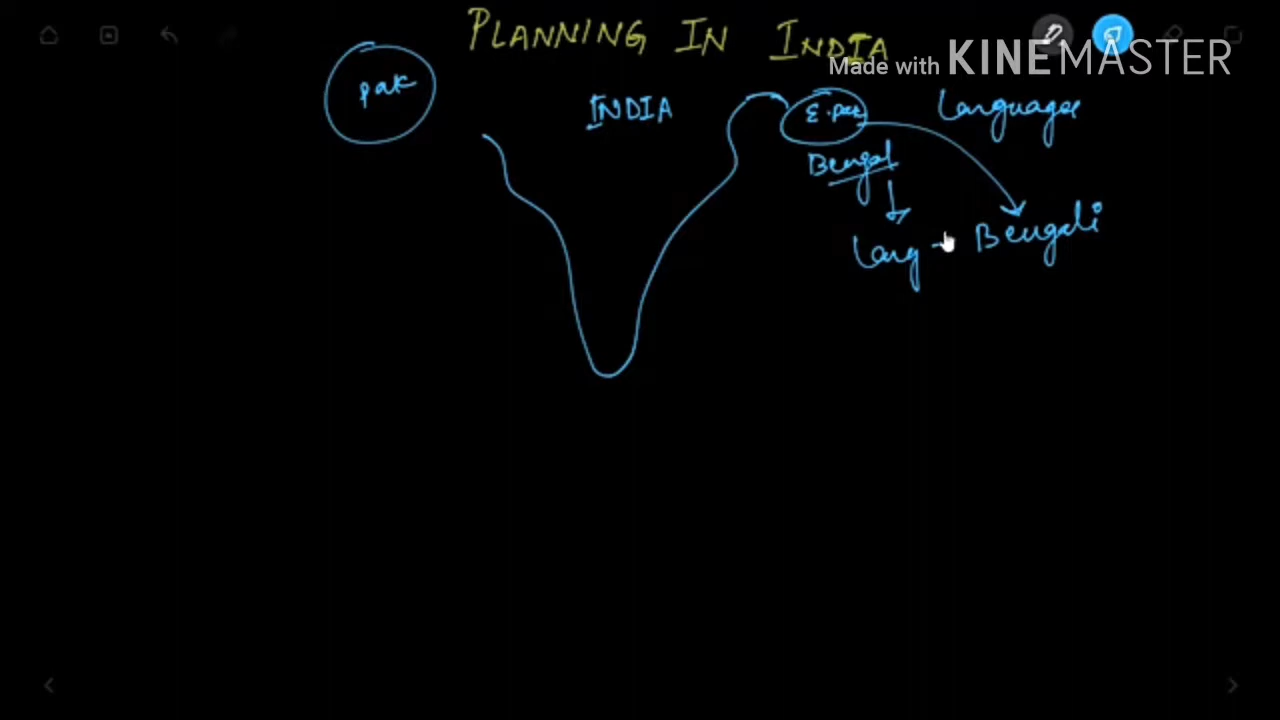 PLANNING IN INDIA
Made with KINEMASTER
Pak
INDIA
E.Pak
Languages
Bengal
Lang → Bengali